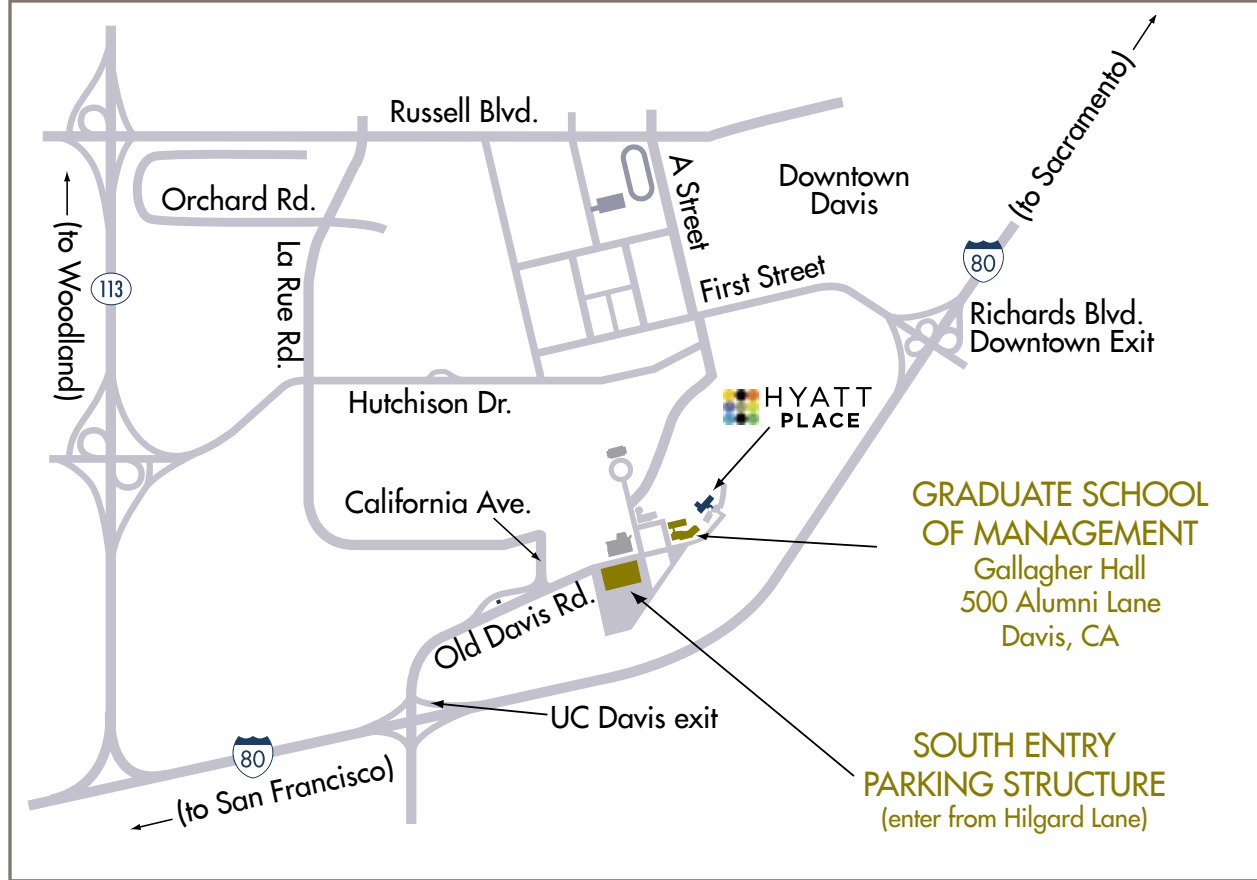 Russell Blvd.
(to Sacramento)
A Street
Downtown
Davis
Orchard Rd.
(to Woodland)
113
La Rue Rd.
First Street
80
Richards Blvd.
Downtown Exit
Hutchison Dr.
HYATT
PLACE
California Ave.
GRADUATE SCHOOL
OF MANAGEMENT
Gallagher Hall
500 Alumni Lane
Davis, CA
Old Davis Rd.
UC Davis exit
80
(to San Francisco)
SOUTH ENTRY
PARKING STRUCTURE
(enter from Hilgard Lane)